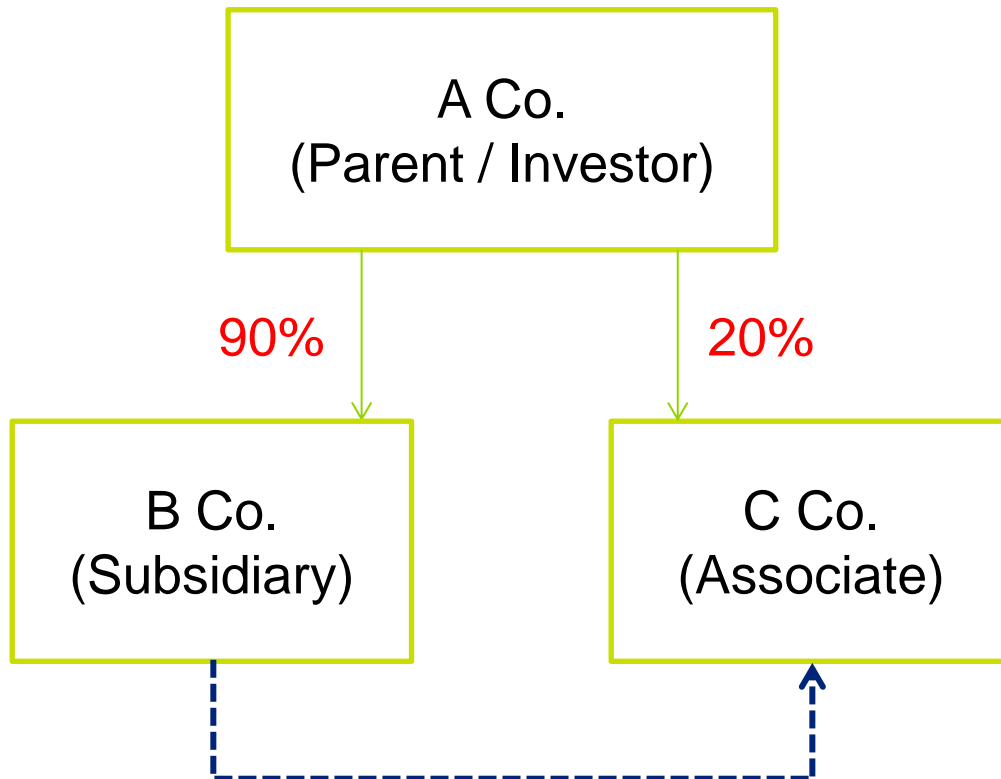 A Co.
(Parent / Investor)
90%
20%
B Co.
(Subsidiary)
C Co.
(Associate)